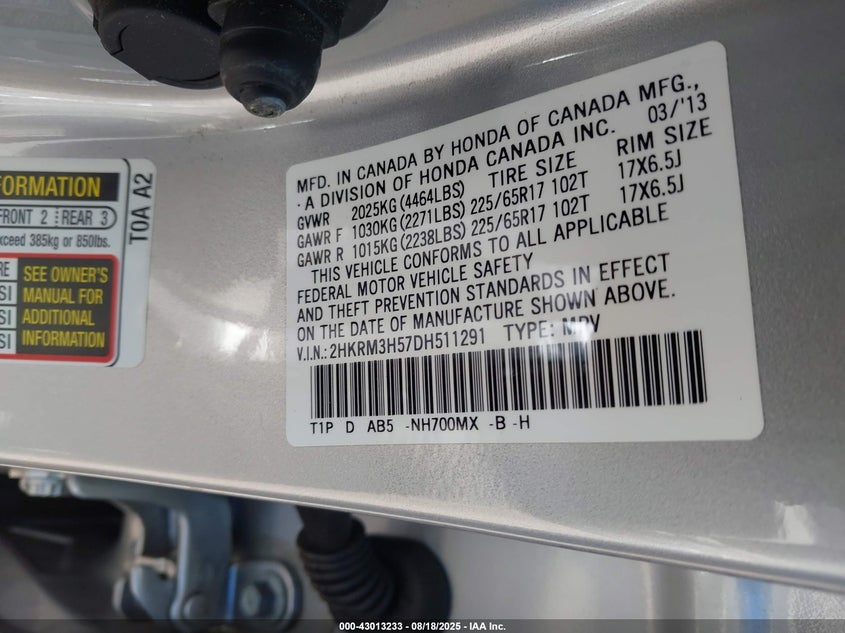 FORMATION
FRONT 2 REAR 3
xceed 385kg or 850lbs.
RE
SI
SI
SI
SEE OWNER'S
MANUAL FOR
ADDITIONAL
INFORMATION
T0A A2
MFD. IN CANADA BY HONDA OF CANADA MFG.,
A DIVISION OF HONDA CANADA INC. 03/'13
GVWR 2025KG (4464LBS) TIRE SIZE RIM SIZE
GAWR F 1030KG (2271LBS) 225/65R17 102T 17X6.5J
GAWR R 1015KG (2238LBS) 225/65R17 102T 17X6.5J
THIS VEHICLE CONFORMS TO ALL APPLICABLE
FEDERAL MOTOR VEHICLE SAFETY
AND THEFT PREVENTION STANDARDS IN EFFECT
ON THE DATE OF MANUFACTURE SHOWN ABOVE.
V.I.N.: 2HKRM3H57DH511291 TYPE: MPV
T1P D AB5 -NH700MX -B -H
000-43013233 - 08/18/2025 - IAA Inc.